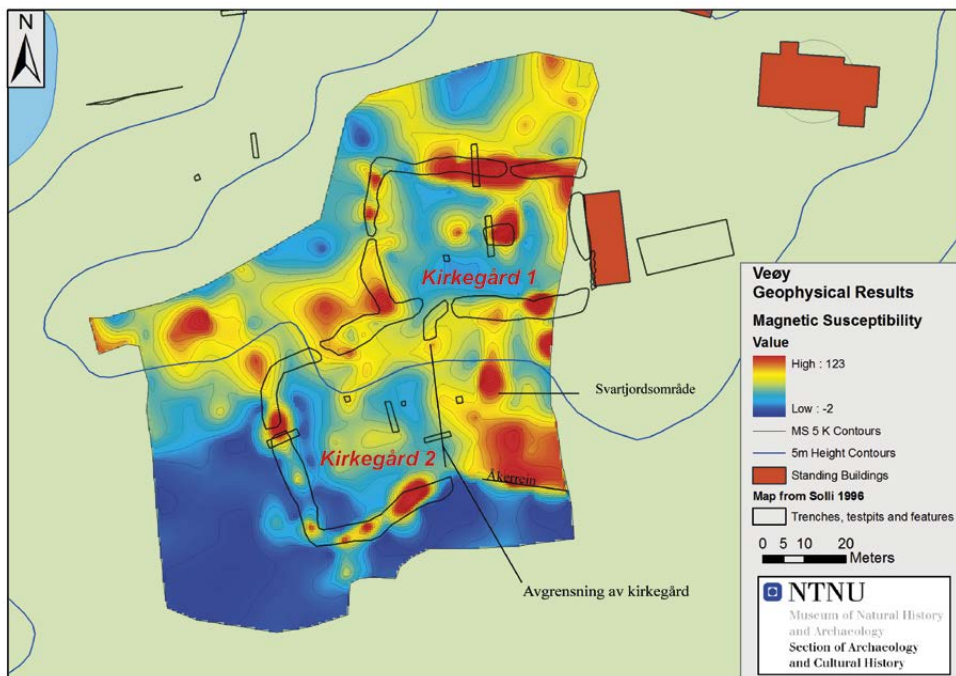 N
Kirkegård 1
Svartjordsområde
Kirkegård 2
Åkerrein
Avgrensning av kirkegård
Veøy
Geophysical Results
Magnetic Susceptibility
Value
High : 123
Low : -2
MS 5 K Contours
5m Height Contours
Standing Buildings
Map from Solli 1996
Trenches, testpits and features
0 5 10 20
Meters
NTNU
Museum of Natural History
and Archaeology
Section of Archaeology
and Cultural History